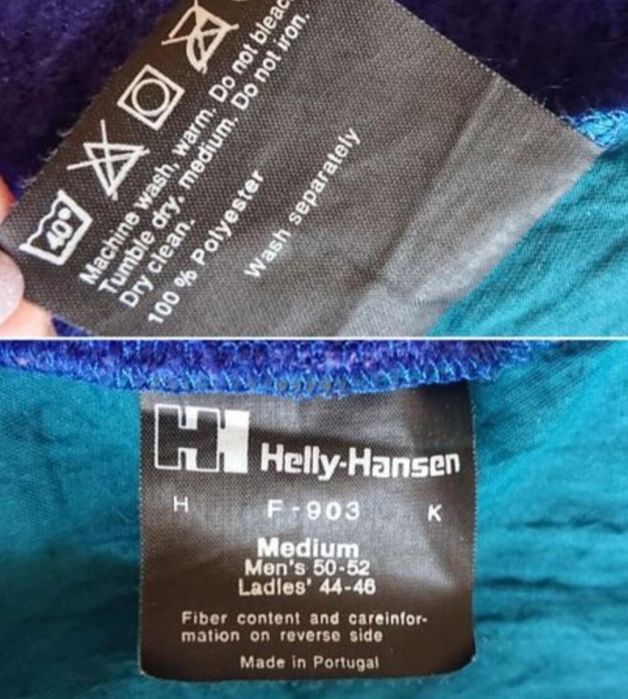 40°
Machine wash, warm. Do not bleac
Tumble dry, medium. Do not iron.
Dry clean.
100 % Polyester
Wash separately
HH Helly-Hansen
H F-903 K
Medium
Men's 50-52
Ladies' 44-46
Fiber content and careinfor-
mation on reverse side
Made in Portugal